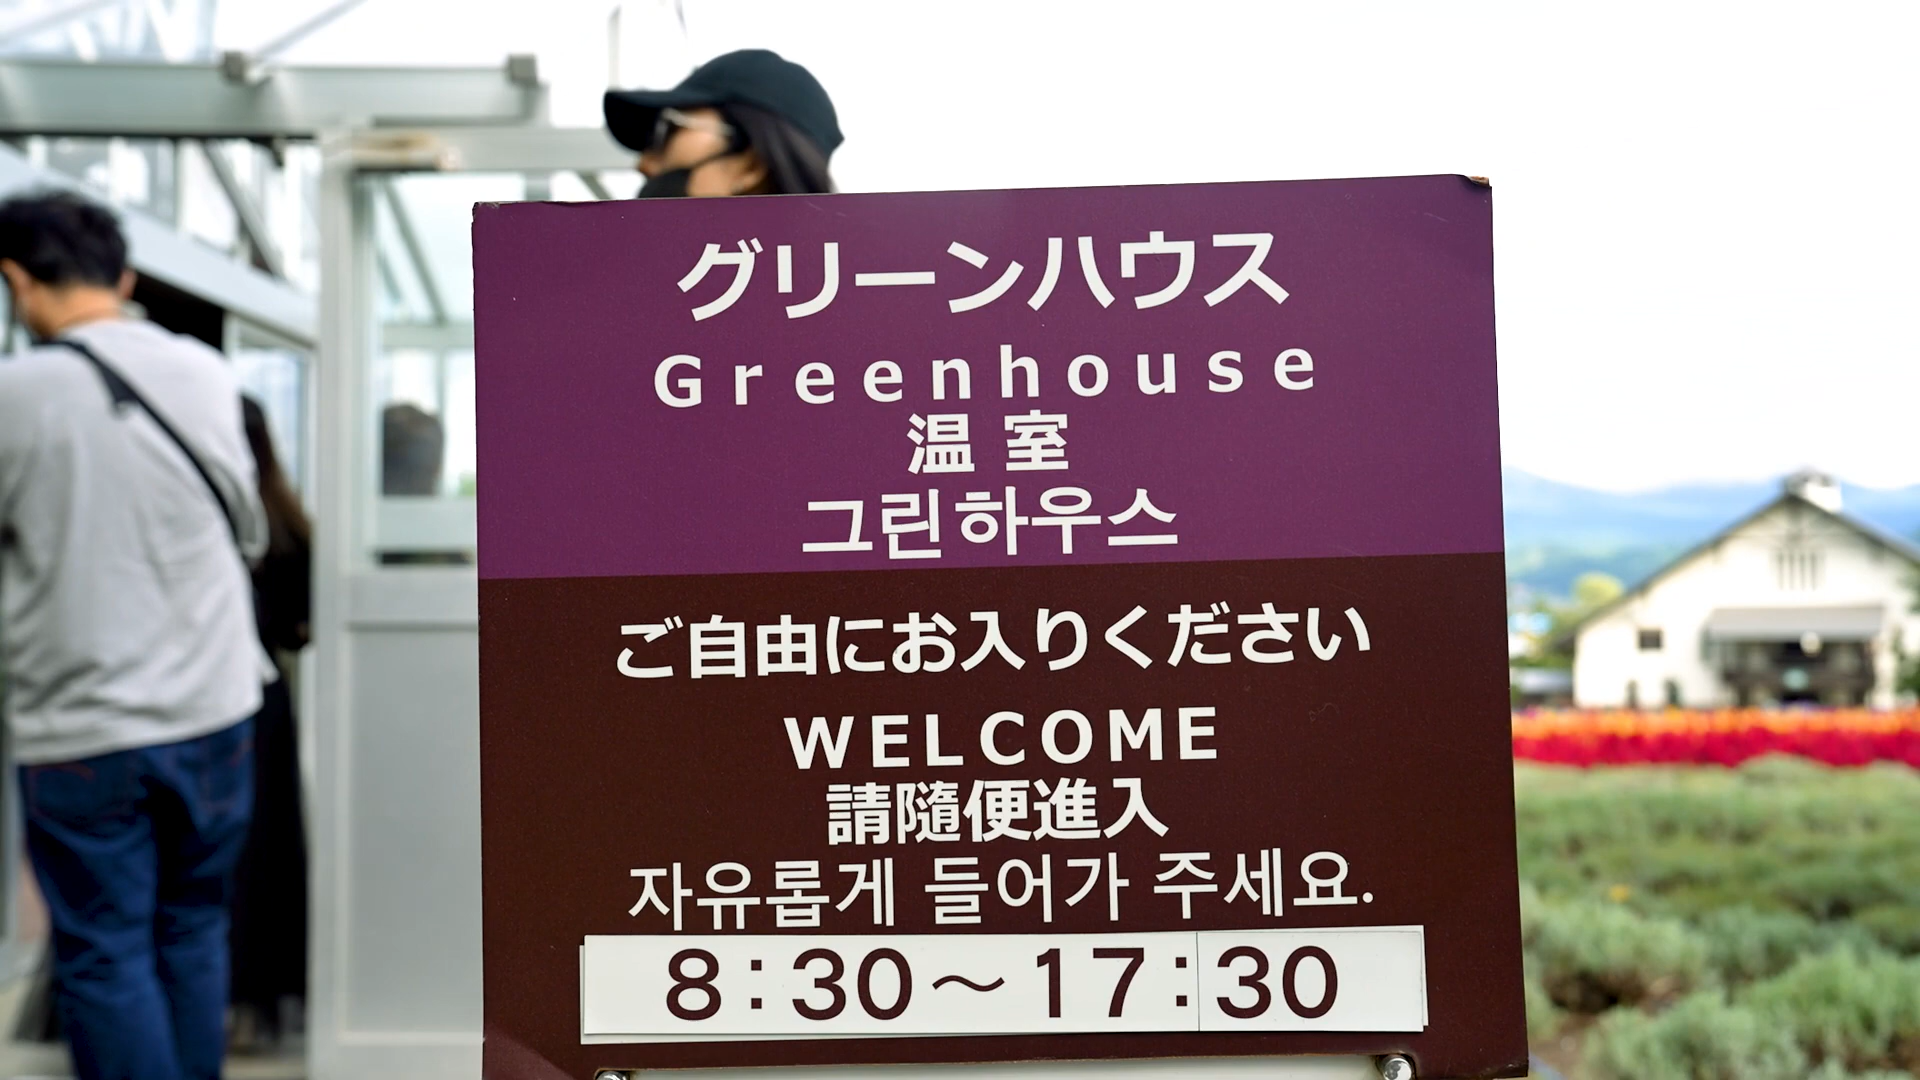 グリーンハウス
Greenhouse
温室
그린하우스
ご自由にお入りください
WELCOME
請隨便進入
자유롭게 들어가 주세요.
8:30～17:30